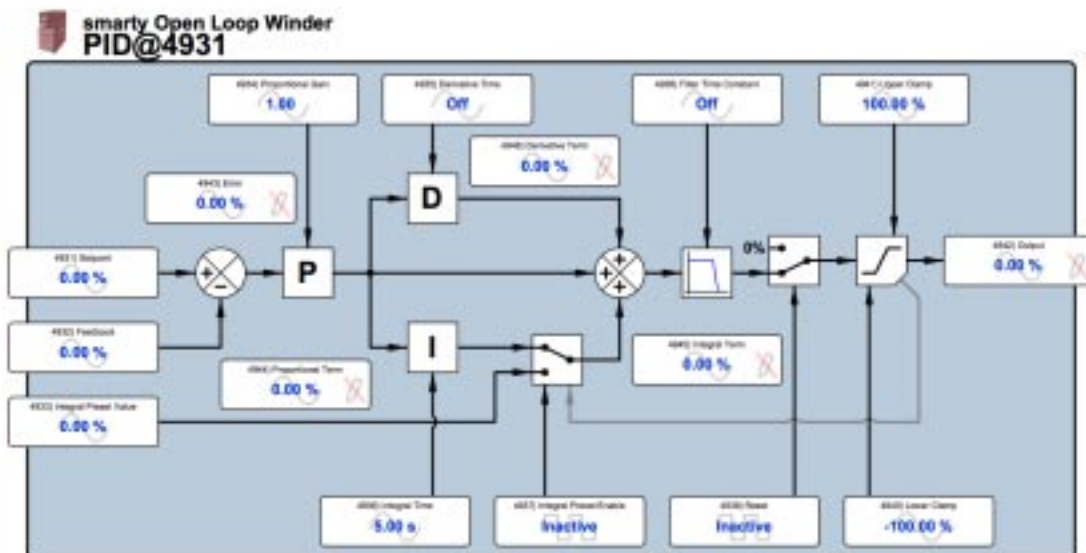 smarty Open Loop Winder
PID@4931
4934) Proportional Gain
1.00
4935) Derivative Time
Off
4938) Filter Time Constant
Off
4941) Upper Clamp
100.00 %
4946) Derivative Term
0.00 %
4943) Error
0.00 %
D
4931) Setpoint
0.00 %
P
0%
4942) Output
0.00 %
4932) Feedback
0.00 %
I
4945) Integral Term
0.00 %
4944) Proportional Term
0.00 %
4933) Integral Preset Value
0.00 %
4936) Integral Time
5.00 s
4937) Integral Preset/Enable
Inactive
4939) Reset
Inactive
4940) Lower Clamp
-100.00 %